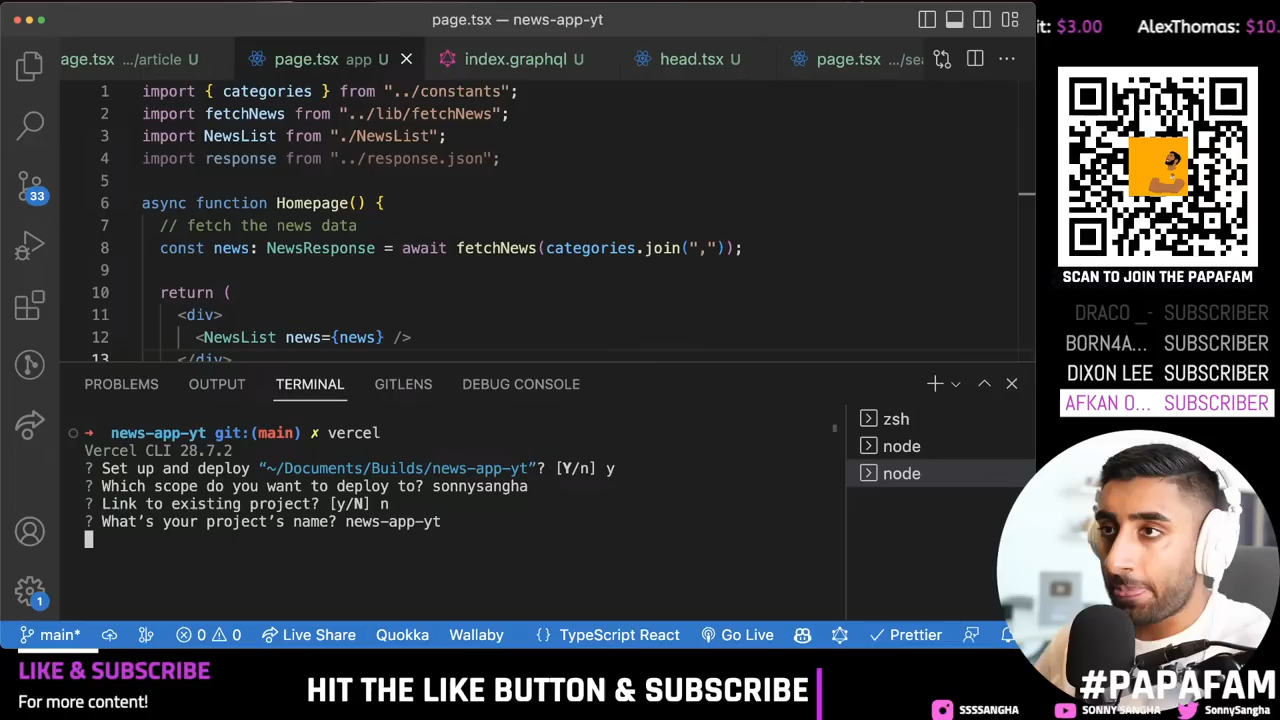 page.tsx — news-app-yt
age.tsx .../article U
page.tsx app U
index.graphql U
head.tsx U
page.tsx .../sea
1 import { categories } from "../constants";
2 import fetchNews from "../lib/fetchNews";
3 import NewsList from "./NewsList";
4 import response from "../response.json";
5
6 async function Homepage() {
7 // fetch the news data
8 const news: NewsResponse = await fetchNews(categories.join(","));
9
10 return (
11 <div>
12 <NewsList news={news} />
13 </div>
33
1
PROBLEMS OUTPUT TERMINAL GITLENS DEBUG CONSOLE
➜ news-app-yt git:(main) ✗ vercel
Vercel CLI 28.7.2
? Set up and deploy “~/Documents/Builds/news-app-yt”? [Y/n] y
? Which scope do you want to deploy to? sonnysangha
? Link to existing project? [y/N] n
? What’s your project’s name? news-app-yt
zsh
node
node
main* 0 0 Live Share Quokka Wallaby {} TypeScript React Go Live Prettier
it: $3.00 AlexThomas: $10.
SCAN TO JOIN THE PAPAFAM
DRACO _- SUBSCRIBER
BORN4A... SUBSCRIBER
DIXON LEE SUBSCRIBER
AFKAN O... SUBSCRIBER
LIKE & SUBSCRIBE
For more content!
HIT THE LIKE BUTTON & SUBSCRIBE
#PAPAFAM
SSSSANGHA SONNY SANGHA SonnySangha